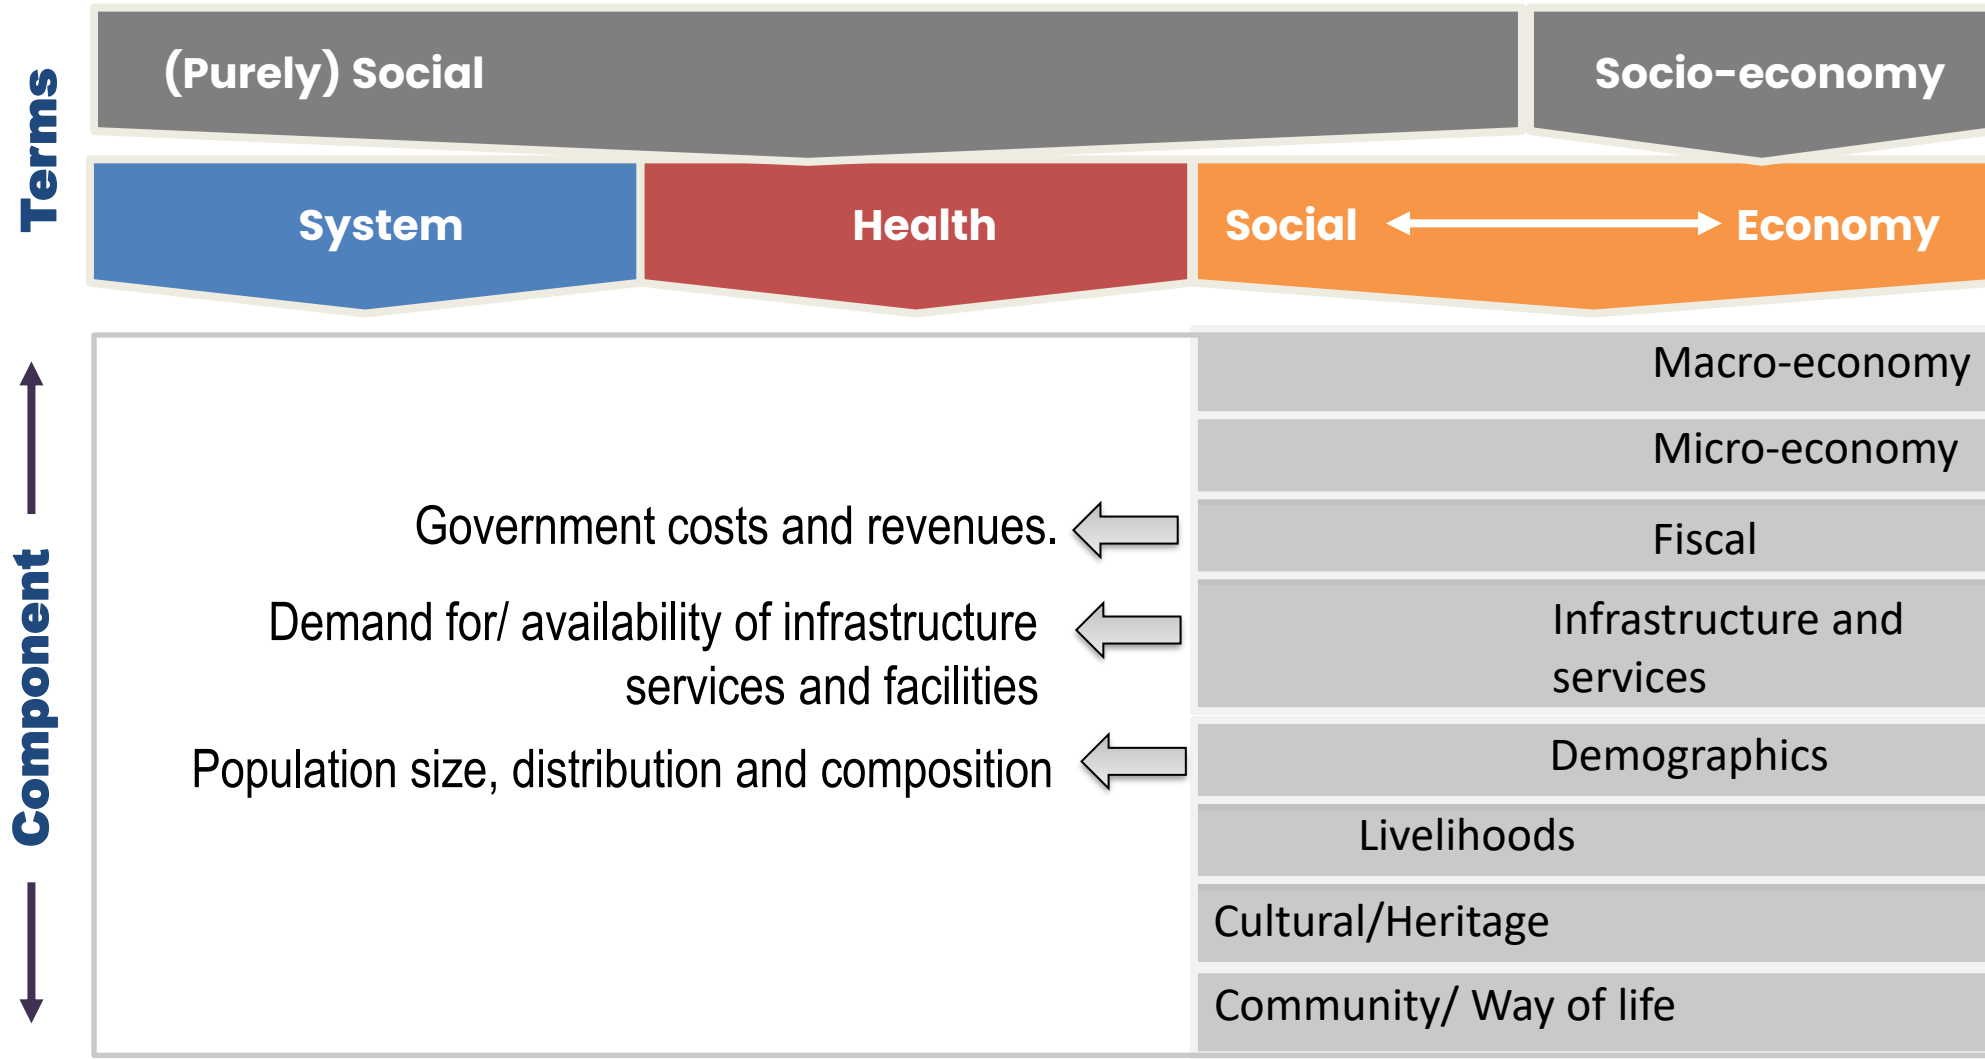 Terms
(Purely) Social
Socio-economy
System
Health
Social
Economy
Component
Macro-economy
Micro-economy
Government costs and revenues.
Fiscal
Demand for/ availability of infrastructure
services and facilities
Infrastructure and
services
Population size, distribution and composition
Demographics
Livelihoods
Cultural/Heritage
Community/ Way of life